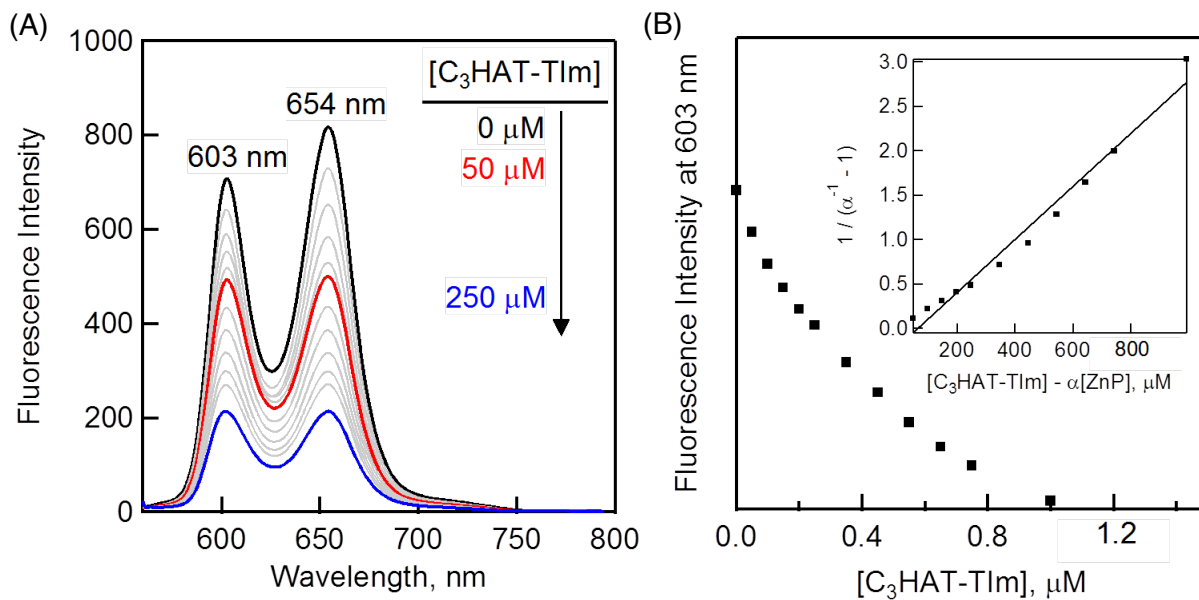 (A)
1000
800
600
400
200
0
Fluorescence Intensity
603 nm
654 nm
[C₃HAT-TIm]
0 μM
50 μM
250 μM
600
650
700
750
800
Wavelength, nm
(B)
Fluorescence Intensity at 603 nm
0.0
0.4
0.8
1.2
[C₃HAT-TIm], μM
3.0
2.5
2.0
1.5
1.0
0.5
0.0
1 / (α⁻¹ - 1)
200
400
600
800
[C₃HAT-TIm] - α[ZnP], μM